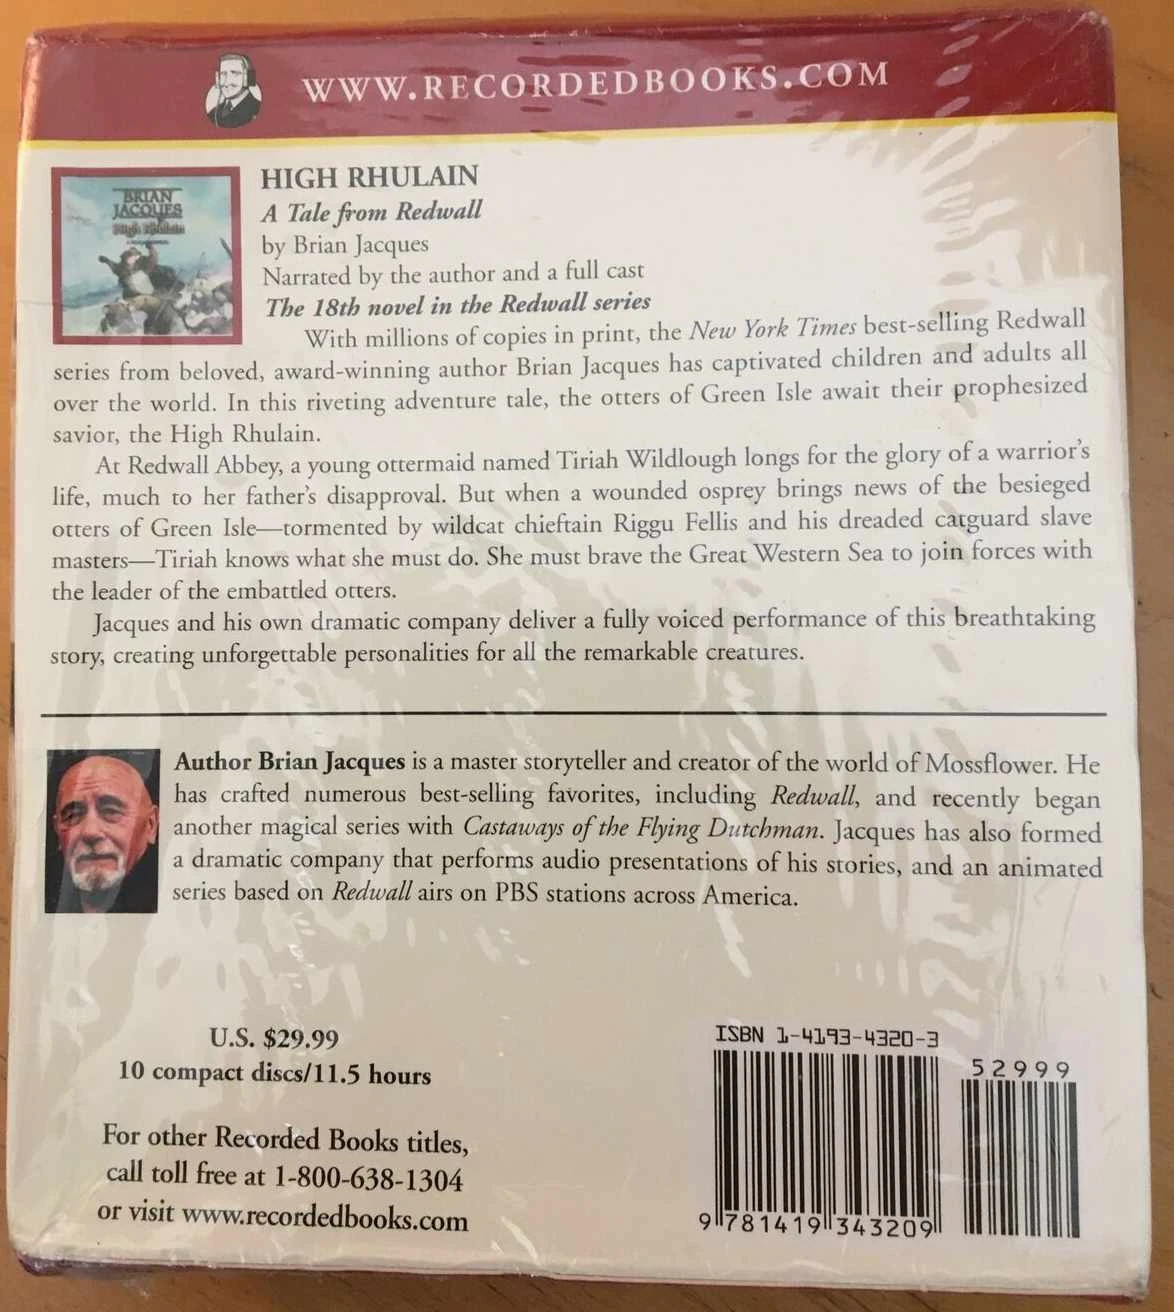 WWW.RECORDEDBOOKS.COM
BRIAN
JACQUES
High Rhulain
HIGH RHULAIN
A Tale from Redwall
by Brian Jacques
Narrated by the author and a full cast
The 18th novel in the Redwall series
With millions of copies in print, the New York Times best-selling Redwall
series from beloved, award-winning author Brian Jacques has captivated children and adults all
over the world. In this riveting adventure tale, the otters of Green Isle await their prophesized
savior, the High Rhulain.
At Redwall Abbey, a young ottermaid named Tiriah Wildlough longs for the glory of a warrior's
life, much to her father's disapproval. But when a wounded osprey brings news of the besieged
otters of Green Isle—tormented by wildcat chieftain Riggu Fellis and his dreaded catguard slave
masters—Tiriah knows what she must do. She must brave the Great Western Sea to join forces with
the leader of the embattled otters.
Jacques and his own dramatic company deliver a fully voiced performance of this breathtaking
story, creating unforgettable personalities for all the remarkable creatures.
Author Brian Jacques is a master storyteller and creator of the world of Mossflower. He
has crafted numerous best-selling favorites, including Redwall, and recently began
another magical series with Castaways of the Flying Dutchman. Jacques has also formed
a dramatic company that performs audio presentations of his stories, and an animated
series based on Redwall airs on PBS stations across America.
U.S. $29.99
10 compact discs/11.5 hours
For other Recorded Books titles,
call toll free at 1-800-638-1304
or visit www.recordedbooks.com
ISBN 1-4193-4320-3
52999
9 781419 343209